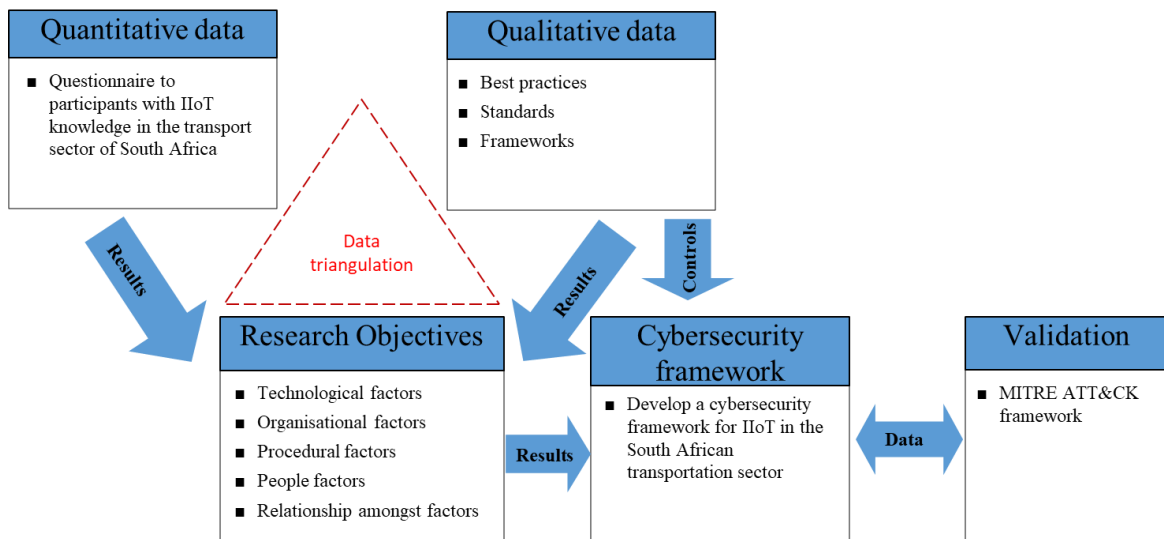 Quantitative data
■ Questionnaire to
participants with IIoT
knowledge in the transport
sector of South Africa
Qualitative data
■ Best practices
■ Standards
■ Frameworks
Data
triangulation
Results
Results
Controls
Research Objectives
■ Technological factors
■ Organisational factors
■ Procedural factors
■ People factors
■ Relationship amongst factors
Results
Cybersecurity
framework
■ Develop a cybersecurity
framework for IIoT in the
South African
transportation sector
Data
Validation
■ MITRE ATT&CK
framework